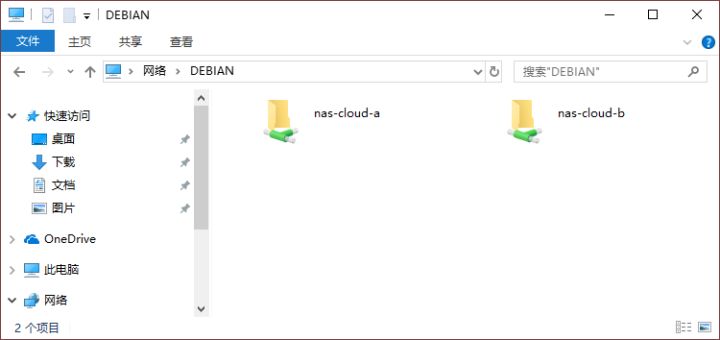 DEBIAN
文件 主页 共享 查看
网络 DEBIAN 搜索"DEBIAN"
快速访问
桌面
下载
文档
图片
OneDrive
此电脑
网络
nas-cloud-a nas-cloud-b
2 个项目